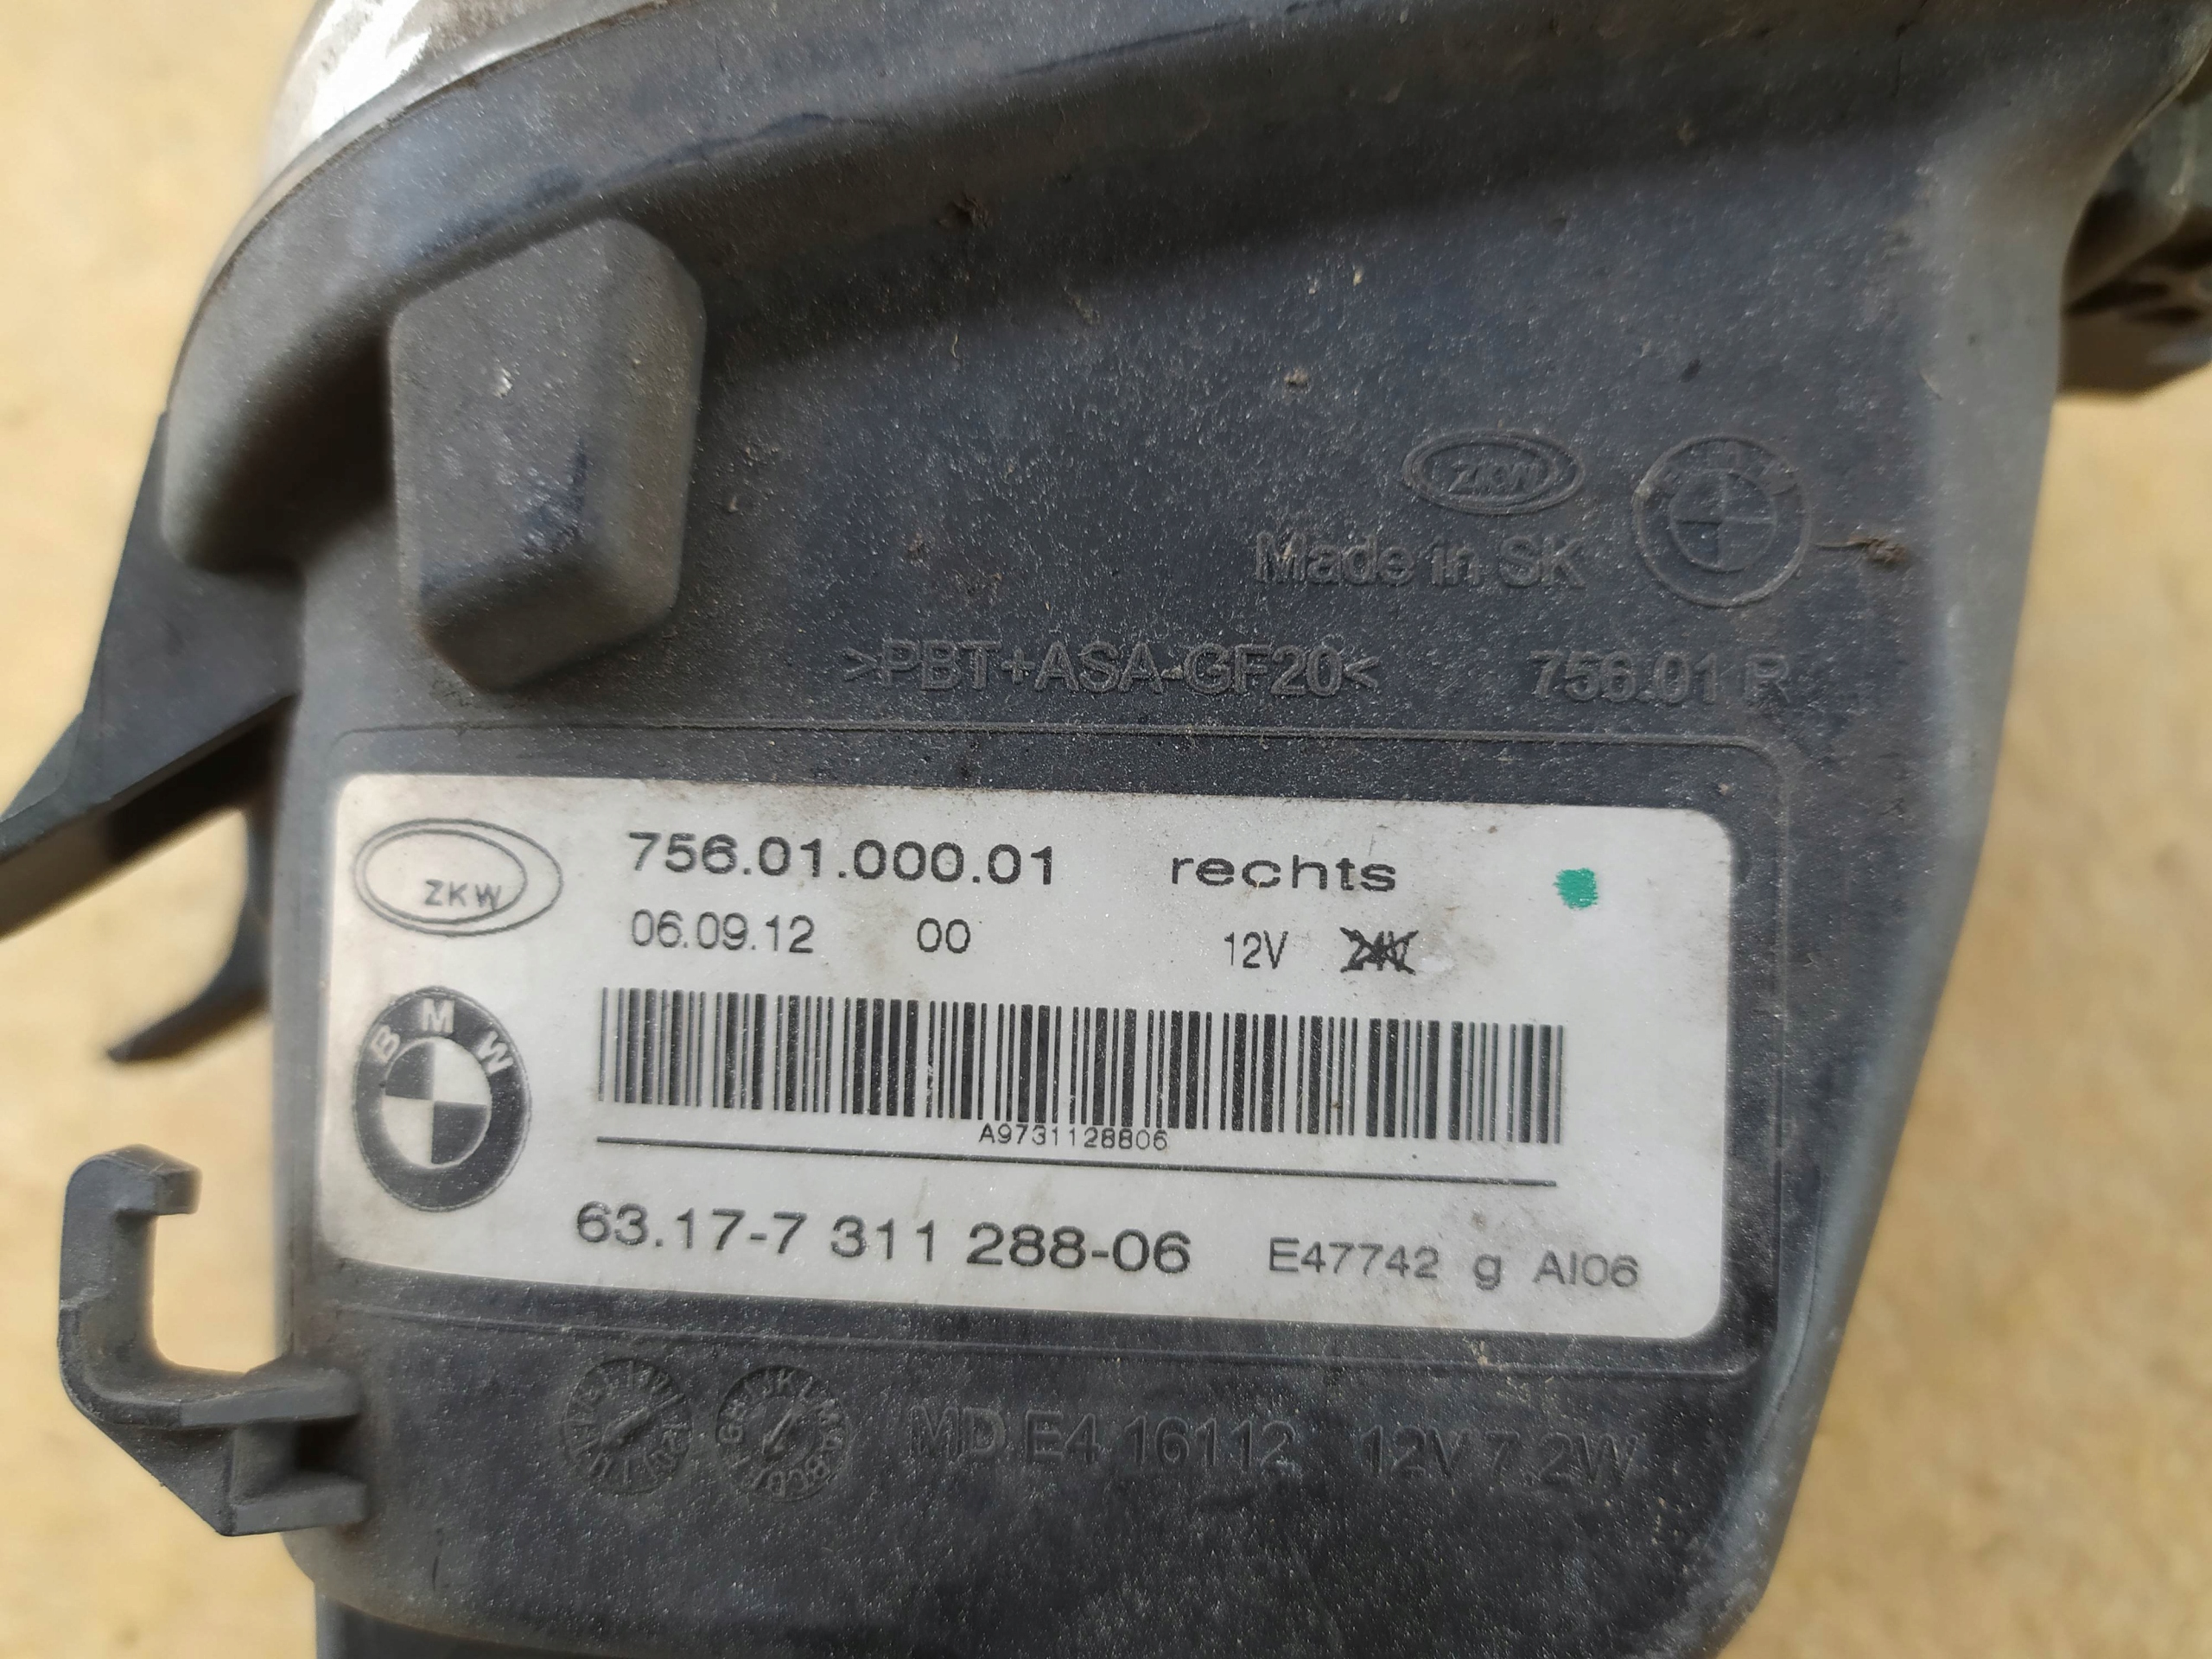 ZKW
Made in SK
>PBT+ASA-GF20<
756.01 R
ZKW
756.01.000.01 rechts
06.09.12 00 12V
BMW
A9731128806
63.17-7 311 288-06 E47742 g AI06
MD E4 16112 12V 7.2W